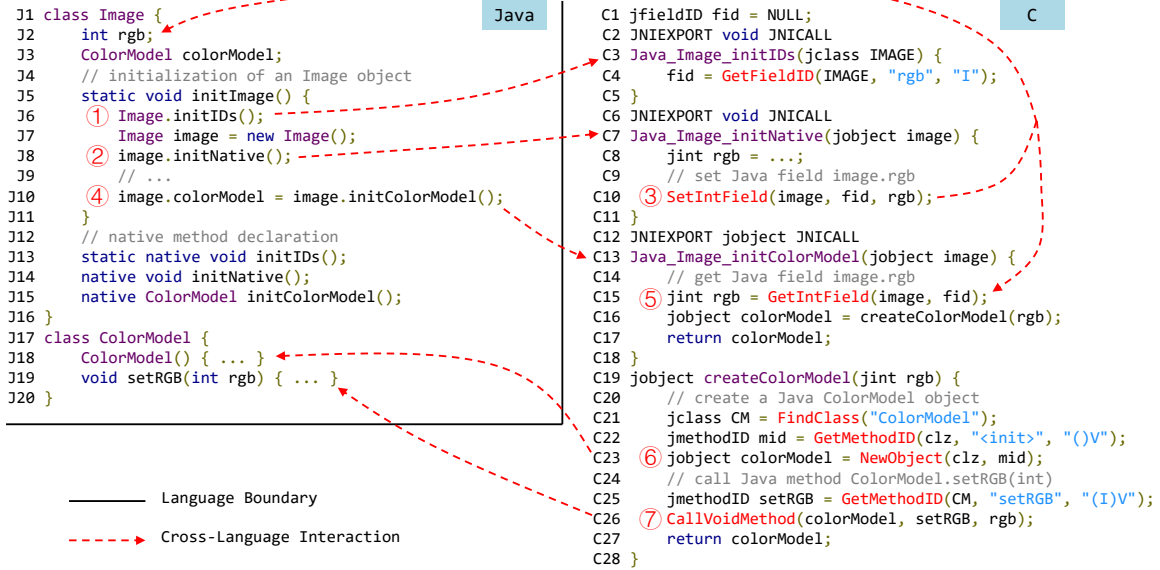 Java
J1 class Image {
J2 int rgb;
J3 ColorModel colorModel;
J4 // initialization of an Image object
J5 static void initImage() {
J6 ① Image.initIDs();
J7 Image image = new Image();
J8 ② image.initNative();
J9 // ...
J10 ④ image.colorModel = image.initColorModel();
J11 }
J12 // native method declaration
J13 static native void initIDs();
J14 native void initNative();
J15 native ColorModel initColorModel();
J16 }
J17 class ColorModel {
J18 ColorModel() { ... }
J19 void setRGB(int rgb) { ... }
J20 }
Language Boundary
Cross-Language Interaction
C
C1 jfieldID fid = NULL;
C2 JNIEXPORT void JNICALL
C3 Java_Image_initIDs(jclass IMAGE) {
C4 fid = GetFieldID(IMAGE, "rgb", "I");
C5 }
C6 JNIEXPORT void JNICALL
C7 Java_Image_initNative(jobject image) {
C8 jint rgb = ...;
C9 // set Java field image.rgb
C10 ③ SetIntField(image, fid, rgb);
C11 }
C12 JNIEXPORT jobject JNICALL
C13 Java_Image_initColorModel(jobject image) {
C14 // get Java field image.rgb
C15 ⑤ jint rgb = GetIntField(image, fid);
C16 jobject colorModel = createColorModel(rgb);
C17 return colorModel;
C18 }
C19 jobject createColorModel(jint rgb) {
C20 // create a Java ColorModel object
C21 jclass CM = FindClass("ColorModel");
C22 jmethodID mid = GetMethodID(clz, "<init>", "()V");
C23 ⑥ jobject colorModel = NewObject(clz, mid);
C24 // call Java method ColorModel.setRGB(int)
C25 jmethodID setRGB = GetMethodID(CM, "setRGB", "(I)V");
C26 ⑦ CallVoidMethod(colorModel, setRGB, rgb);
C27 return colorModel;
C28 }